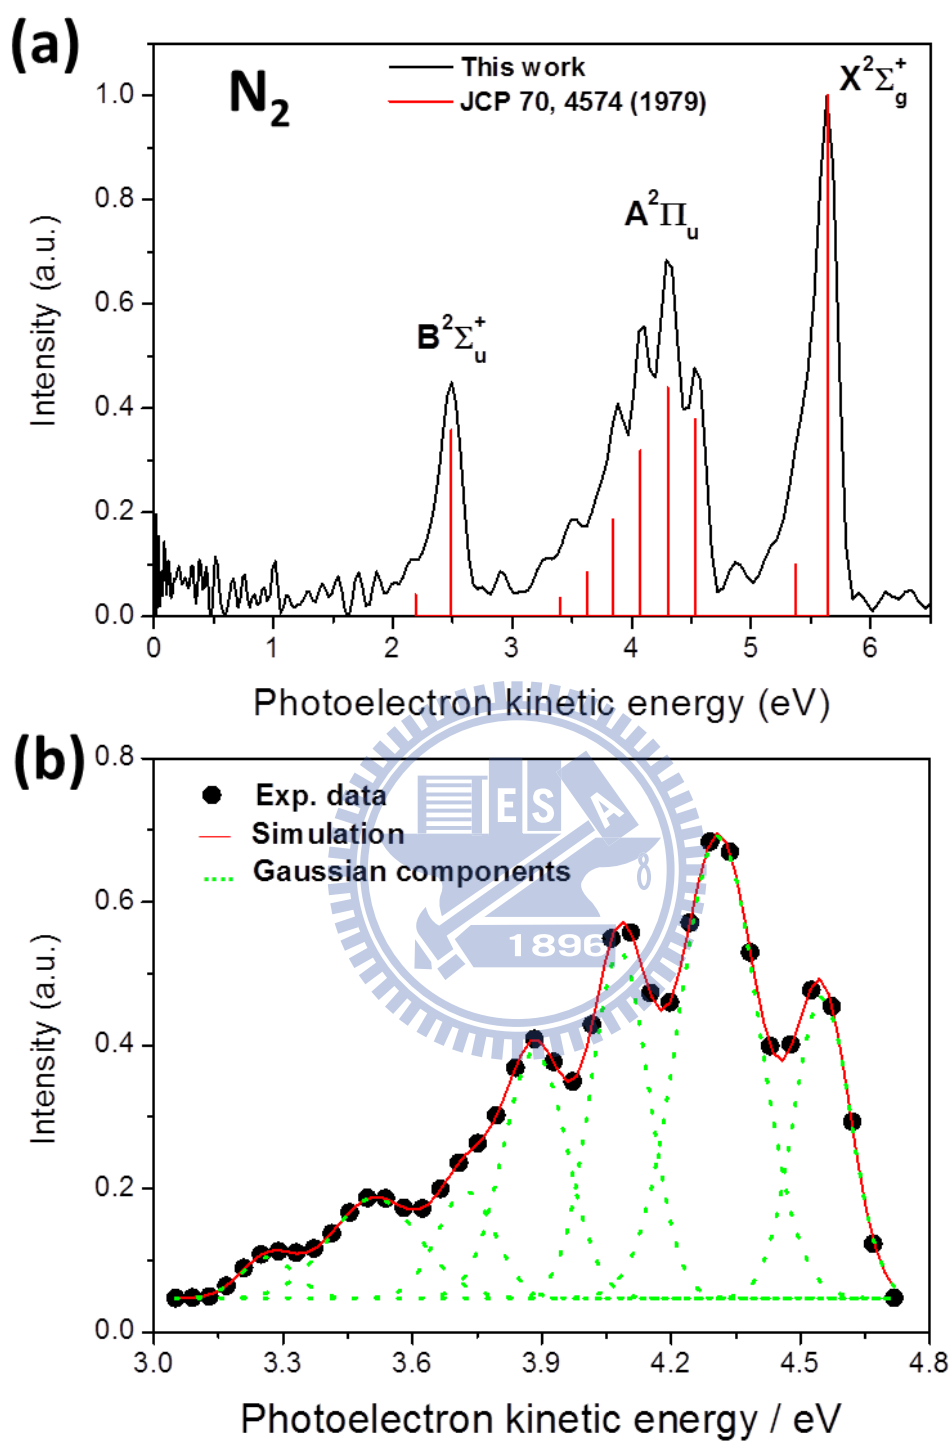 (a)
N2
This work
JCP 70, 4574 (1979)
X²Σg⁺
A²Πu
B²Σu⁺
Intensity (a.u.)
1.0
0.8
0.6
0.4
0.2
0.0
0 1 2 3 4 5 6
Photoelectron kinetic energy (eV)
(b)
Exp. data
Simulation
Gaussian components
E S A
1896
8
Intensity (a.u.)
0.8
0.6
0.4
0.2
0.0
3.0 3.3 3.6 3.9 4.2 4.5 4.8
Photoelectron kinetic energy / eV